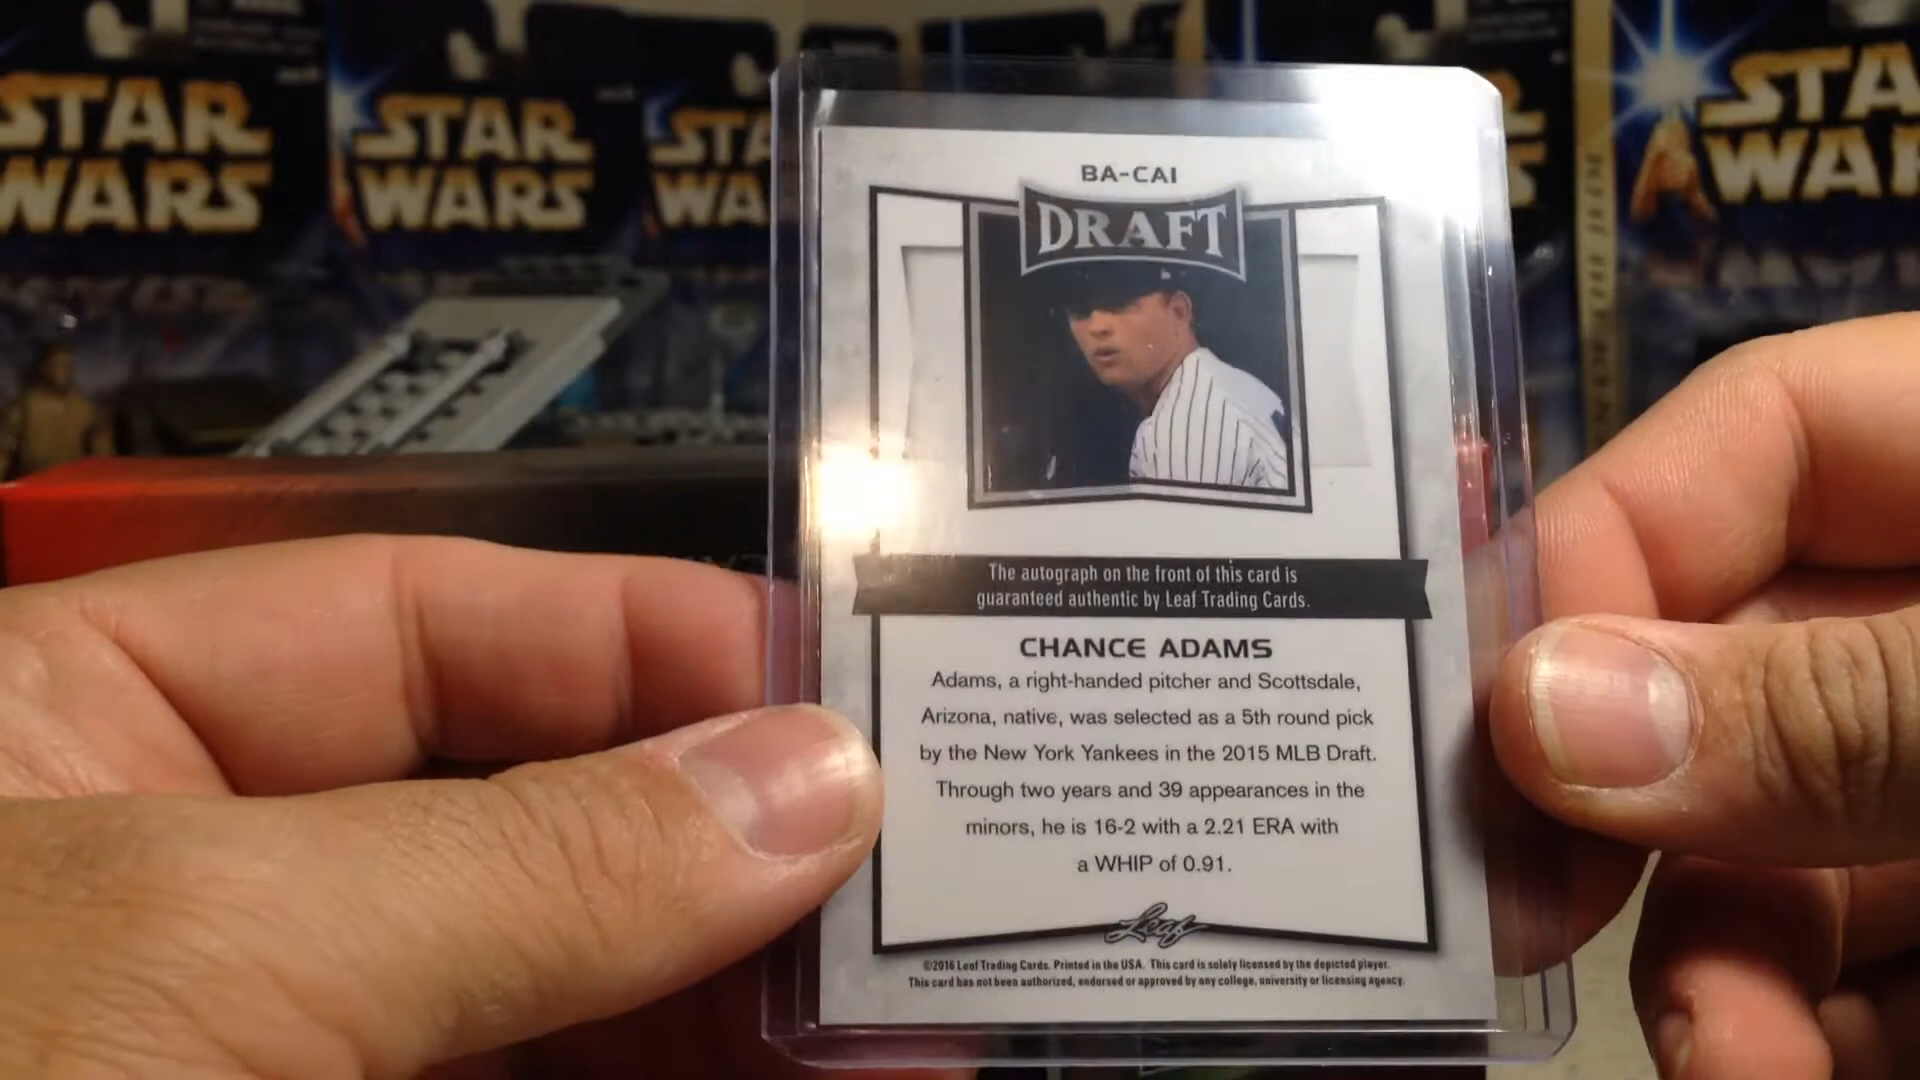 STAR
WARS
STAR
WARS
STA
WA
STA
WAR
BA-CAI
DRAFT
The autograph on the front of this card is
guaranteed authentic by Leaf Trading Cards.
CHANCE ADAMS
Adams, a right-handed pitcher and Scottsdale,
Arizona, native, was selected as a 5th round pick
by the New York Yankees in the 2015 MLB Draft.
Through two years and 39 appearances in the
minors, he is 16-2 with a 2.21 ERA with
a WHIP of 0.91.
Leaf
©2016 Leaf Trading Cards. Printed in the USA. This card is solely licensed by the depicted player.
This card has not been authorized, endorsed or approved by any college, university or licensing agency.